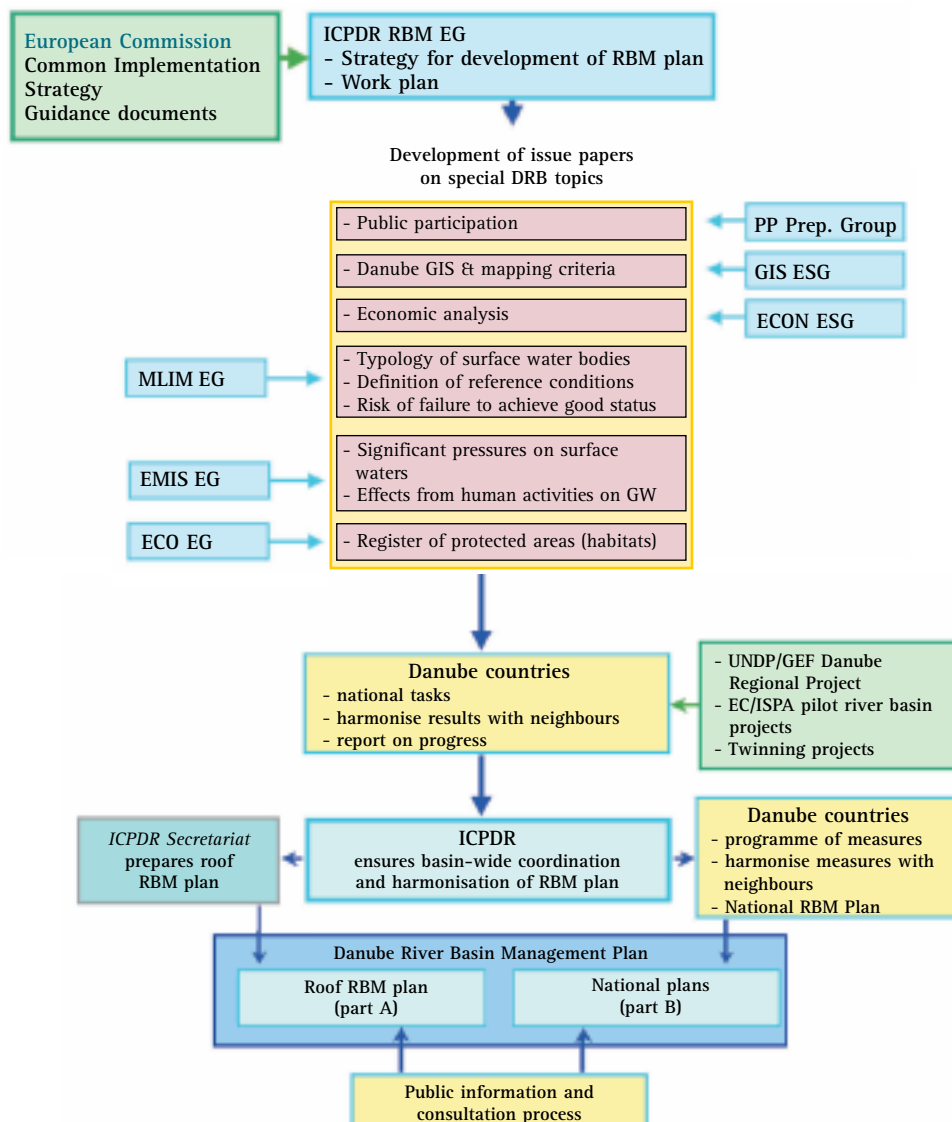 European Commission
Common Implementation
Strategy
Guidance documents
ICPDR RBM EG
- Strategy for development of RBM plan
- Work plan
Development of issue papers
on special DRB topics
- Public participation
PP Prep. Group
- Danube GIS & mapping criteria
GIS ESG
- Economic analysis
ECON ESG
MLIM EG
- Typology of surface water bodies
- Definition of reference conditions
- Risk of failure to achieve good status
EMIS EG
- Significant pressures on surface
waters
- Effects from human activities on GW
ECO EG
- Register of protected areas (habitats)
Danube countries
- national tasks
- harmonise results with neighbours
- report on progress
- UNDP/GEF Danube
Regional Project
- EC/ISPA pilot river basin
projects
- Twinning projects
ICPDR Secretariat
prepares roof
RBM plan
ICPDR
ensures basin-wide coordination
and harmonisation of RBM plan
Danube countries
- programme of measures
- harmonise measures with
neighbours
- National RBM Plan
Danube River Basin Management Plan
Roof RBM plan
(part A)
National plans
(part B)
Public information and
consultation process